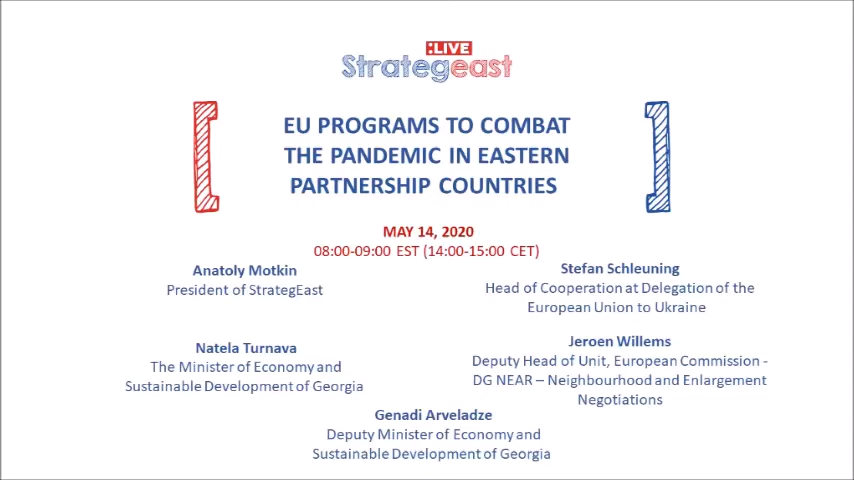 :LIVE
Strategeast
EU PROGRAMS TO COMBAT
THE PANDEMIC IN EASTERN
PARTNERSHIP COUNTRIES
MAY 14, 2020
08:00-09:00 EST (14:00-15:00 CET)
Anatoly Motkin
President of StrategEast
Stefan Schleuning
Head of Cooperation at Delegation of the
European Union to Ukraine
Natela Turnava
The Minister of Economy and
Sustainable Development of Georgia
Jeroen Willems
Deputy Head of Unit, European Commission -
DG NEAR – Neighbourhood and Enlargement
Negotiations
Genadi Arveladze
Deputy Minister of Economy and
Sustainable Development of Georgia